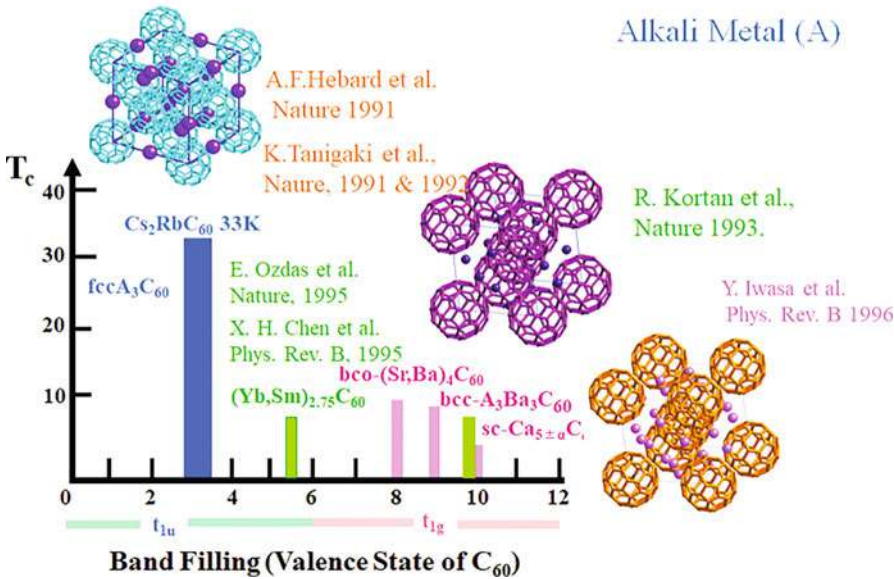 Alkali Metal (A)
A.F.Hebard et al.
Nature 1991
K.Tanigaki et al.,
Naure, 1991 & 1992
T_c
40
30
20
10
Cs₂RbC₆₀ 33K
fccA₃C₆₀
E. Ozdas et al.
Nature, 1995
X. H. Chen et al.
Phys. Rev. B, 1995
(Yb,Sm)₂.₇₅C₆₀
R. Kortan et al.,
Nature 1993.
Y. Iwasa et al.
Phys. Rev. B 1996
bco-(Sr,Ba)₄C₆₀
bcc-A₃Ba₃C₆₀
sc-Ca₅±α C
0 2 4 6 8 10 12
t₁u t₁g
Band Filling (Valence State of C₆₀)